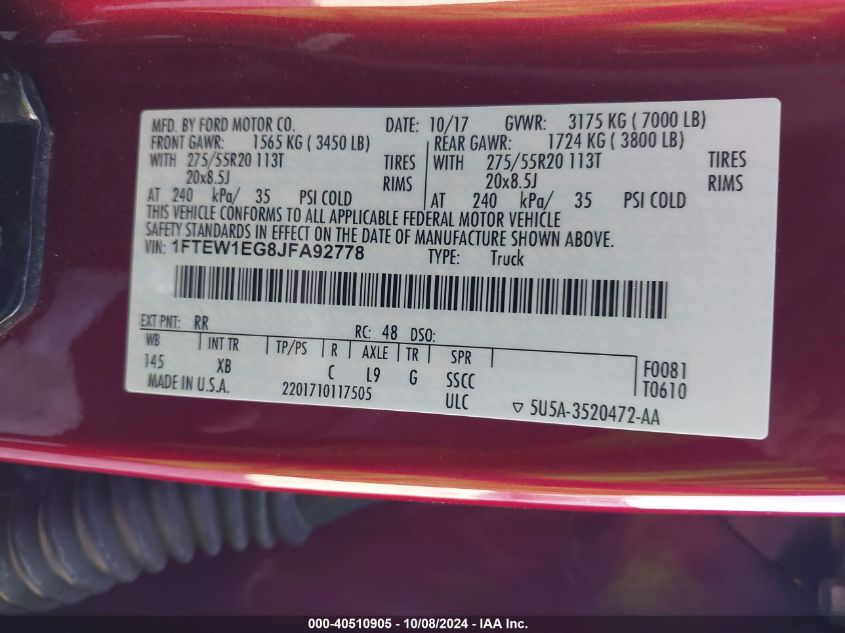 MFD. BY FORD MOTOR CO. DATE: 10/17 GVWR: 3175 KG ( 7000 LB)
FRONT GAWR: 1565 KG ( 3450 LB) REAR GAWR: 1724 KG ( 3800 LB)
WITH 275/55R20 113T TIRES WITH 275/55R20 113T TIRES
20x8.5J RIMS 20x8.5J RIMS
AT 240 kPa/ 35 PSI COLD AT 240 kPa/ 35 PSI COLD
THIS VEHICLE CONFORMS TO ALL APPLICABLE FEDERAL MOTOR VEHICLE
SAFETY STANDARDS IN EFFECT ON THE DATE OF MANUFACTURE SHOWN ABOVE.
VIN: 1FTEW1EG8JFA92778 TYPE: Truck
EXT PNT: RR RC: 48 DSO:
WB INT TR TP/PS R AXLE TR SPR F0081
145 XB C L9 G SSCC T0610
MADE IN U.S.A. 2201710117505 ULC ▽ 5U5A-3520472-AA
000-40510905 - 10/08/2024 - IAA Inc.